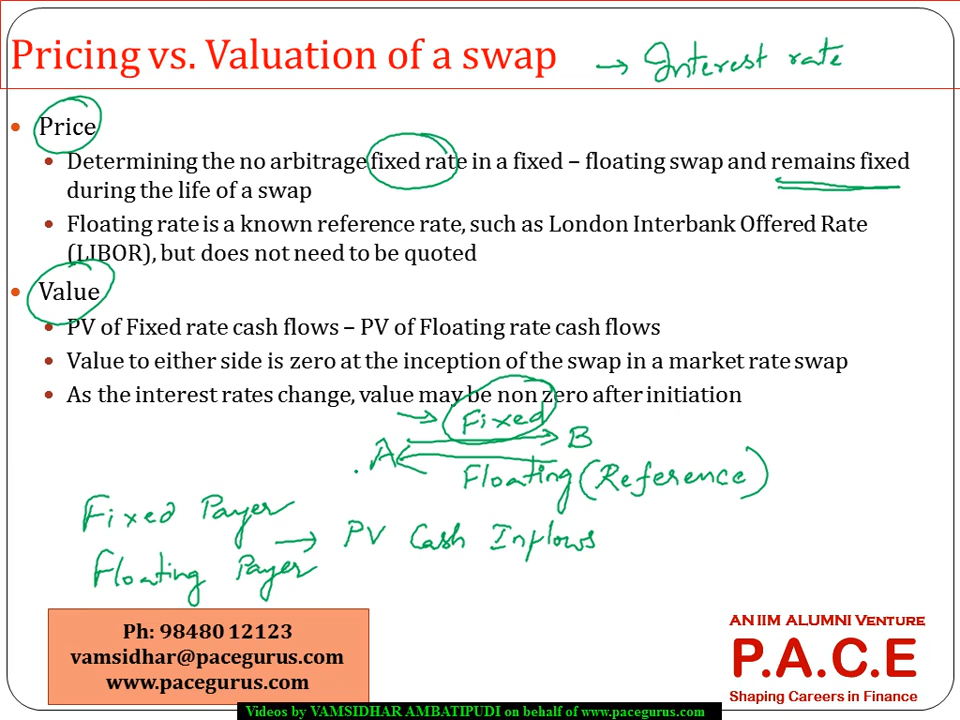 Pricing vs. Valuation of a swap → Interest rate
• Price
• Determining the no arbitrage fixed rate in a fixed – floating swap and remains fixed
during the life of a swap
• Floating rate is a known reference rate, such as London Interbank Offered Rate
(LIBOR), but does not need to be quoted
• Value
• PV of Fixed rate cash flows – PV of Floating rate cash flows
• Value to either side is zero at the inception of the swap in a market rate swap
• As the interest rates change, value may be non zero after initiation
→ Fixed
A B
Floating (Reference)
Fixed Payer
→ PV Cash Inflows
Floating Payer
Ph: 98480 12123
vamsidhar@pacegurus.com
www.pacegurus.com
AN IIM ALUMNI VENTURE
P.A.C.E
Shaping Careers in Finance
Videos by VAMSIDHAR AMBATIPUDI on behalf of www.pacegurus.com